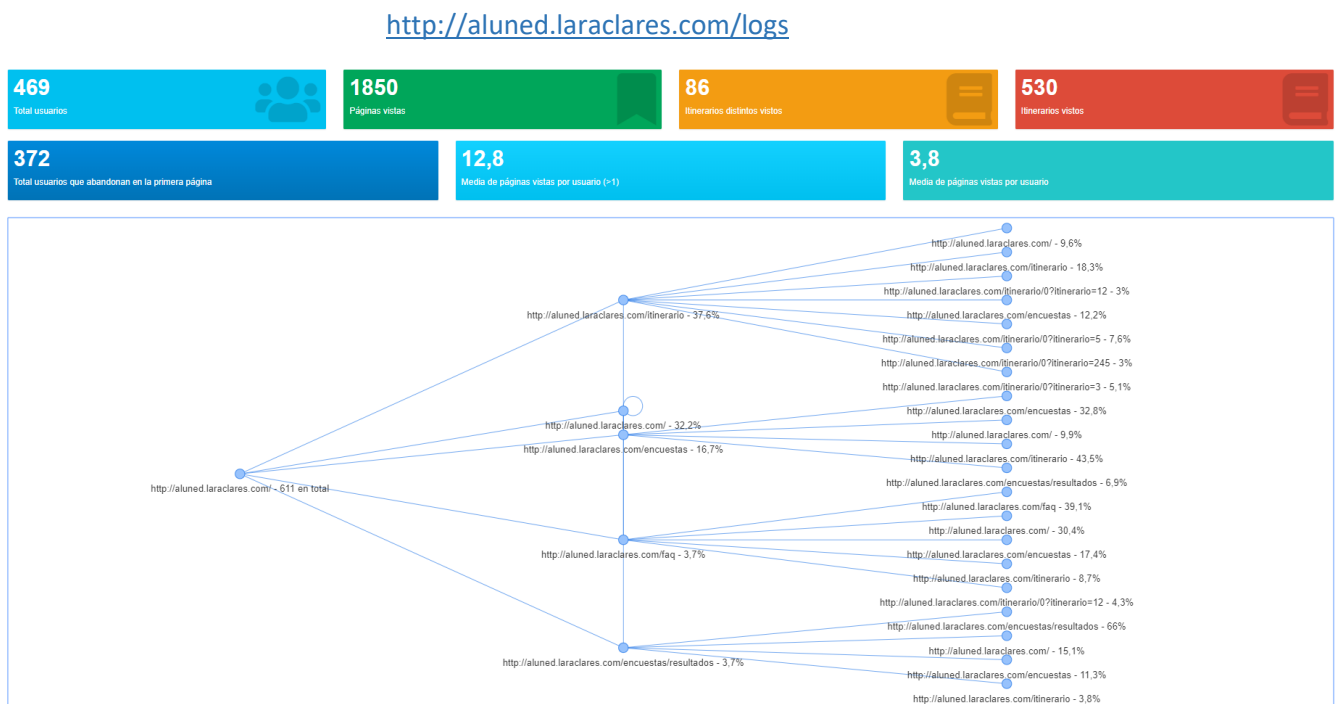 http://aluned.laraclares.com/logs
469
Total usuarios
1850
Páginas vistas
86
Itinerarios distintos vistos
530
Itinerarios vistos
372
Total usuarios que abandonan en la primera página
12,8
Media de páginas vistas por usuario (>1)
3,8
Media de páginas vistas por usuario
http://aluned.laraclares.com/ - 611 en total
http://aluned.laraclares.com/itinerario - 37,6%
http://aluned.laraclares.com/ - 32,2%
http://aluned.laraclares.com/encuestas - 16,7%
http://aluned.laraclares.com/faq - 3,7%
http://aluned.laraclares.com/encuestas/resultados - 3,7%
http://aluned.laraclares.com/ - 9,6%
http://aluned.laraclares.com/itinerario - 18,3%
http://aluned.laraclares.com/itinerario/0?itinerario=12 - 3%
http://aluned.laraclares.com/encuestas - 12,2%
http://aluned.laraclares.com/itinerario/0?itinerario=5 - 7,6%
http://aluned.laraclares.com/itinerario/0?itinerario=245 - 3%
http://aluned.laraclares.com/itinerario/0?itinerario=3 - 5,1%
http://aluned.laraclares.com/encuestas - 32,8%
http://aluned.laraclares.com/ - 9,9%
http://aluned.laraclares.com/itinerario - 43,5%
http://aluned.laraclares.com/encuestas/resultados - 6,9%
http://aluned.laraclares.com/faq - 39,1%
http://aluned.laraclares.com/ - 30,4%
http://aluned.laraclares.com/encuestas - 17,4%
http://aluned.laraclares.com/itinerario - 8,7%
http://aluned.laraclares.com/itinerario/0?itinerario=12 - 4,3%
http://aluned.laraclares.com/encuestas/resultados - 66%
http://aluned.laraclares.com/ - 15,1%
http://aluned.laraclares.com/encuestas - 11,3%
http://aluned.laraclares.com/itinerario - 3,8%